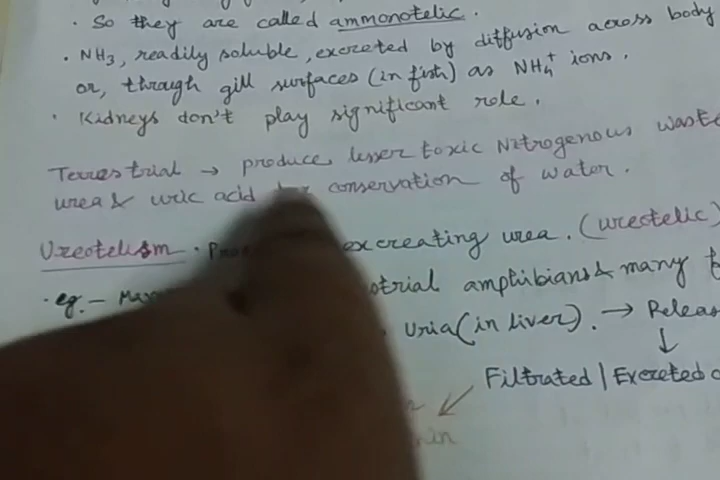 · So they are called ammonotelic.
· NH3, readily soluble, excreted by diffusion across body
or, through gill surfaces (in fish) as NH4+ ions.
· Kidneys don't play significant role.
Terrestrial → produce lesser toxic Nitrogenous waste
urea & uric acid for conservation of water.
Ureotelism · excreating urea. (ureotelic)
· eg. – amphibians & many
Uria (in liver). → Releas
↓
Filtrated / Excreted